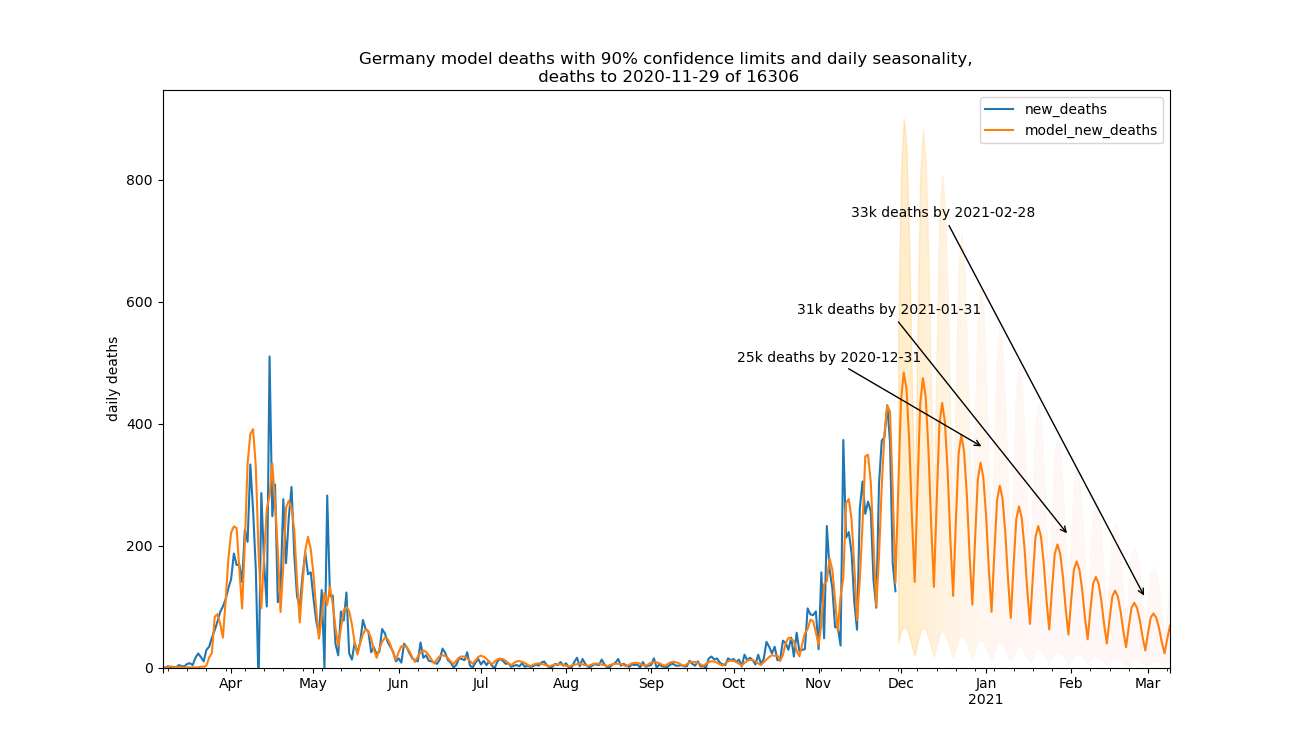 Germany model deaths with 90% confidence limits and daily seasonality,
deaths to 2020-11-29 of 16306
new_deaths
model_new_deaths
800
600
400
200
0
daily deaths
33k deaths by 2021-02-28
31k deaths by 2021-01-31
25k deaths by 2020-12-31
Apr May Jun Jul Aug Sep Oct Nov Dec Jan Feb Mar
2021